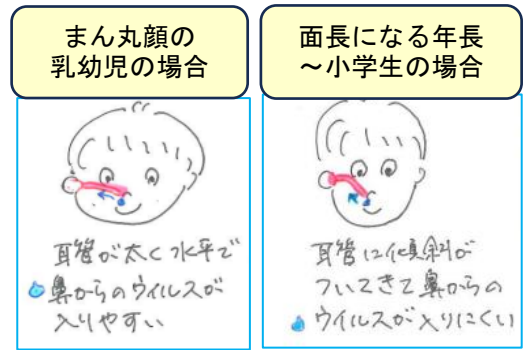 まん丸顔の
乳幼児の場合
耳管が太く水平で
鼻からのウイルスが
入りやすい
面長になる年長
～小学生の場合
耳管に傾斜が
ついてきて鼻からの
ウイルスが入りにくい